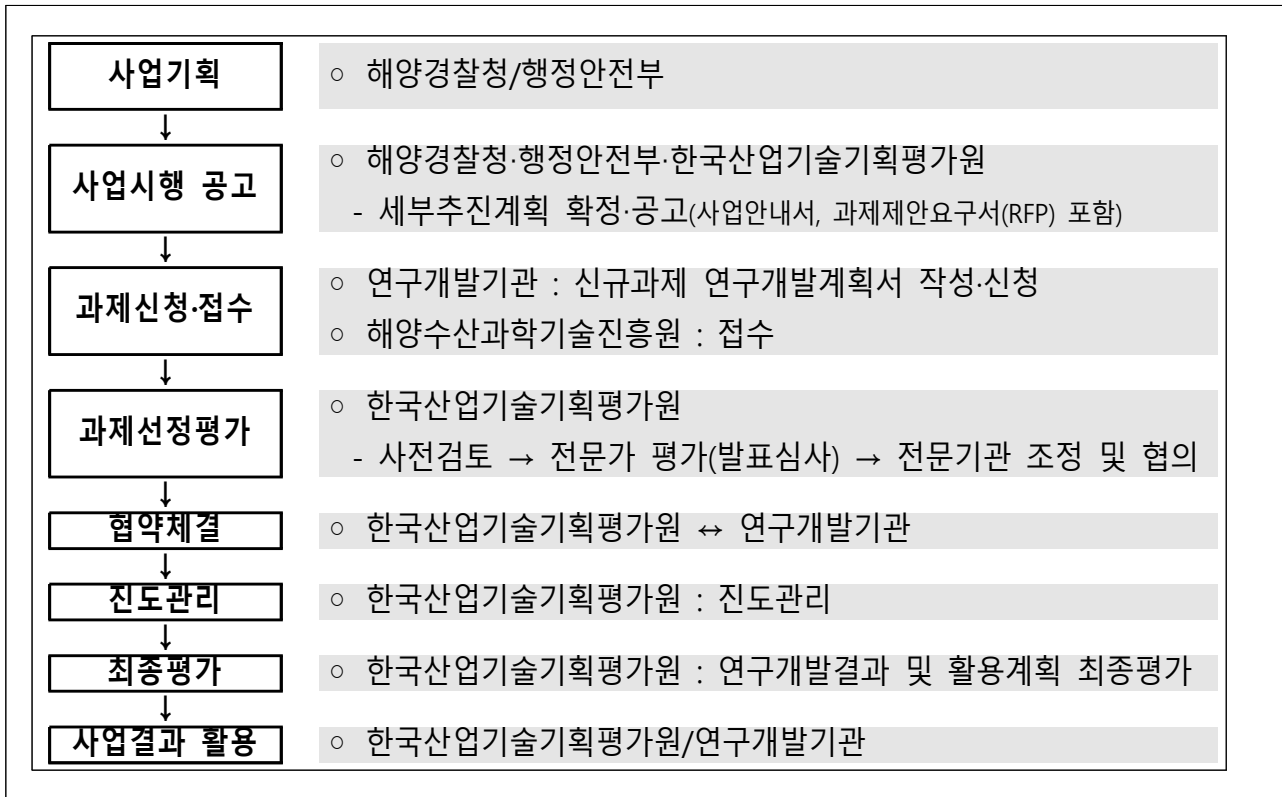 사업기획
○ 해양경찰청/행정안전부
↓
사업시행 공고
○ 해양경찰청·행정안전부·한국산업기술기획평가원
- 세부추진계획 확정·공고(사업안내서, 과제제안요구서(RFP) 포함)
↓
과제신청·접수
○ 연구개발기관 : 신규과제 연구개발계획서 작성·신청
○ 해양수산과학기술진흥원 : 접수
↓
과제선정평가
○ 한국산업기술기획평가원
- 사전검토 → 전문가 평가(발표심사) → 전문기관 조정 및 협의
↓
협약체결
○ 한국산업기술기획평가원 ↔ 연구개발기관
↓
진도관리
○ 한국산업기술기획평가원 : 진도관리
↓
최종평가
○ 한국산업기술기획평가원 : 연구개발결과 및 활용계획 최종평가
↓
사업결과 활용
○ 한국산업기술기획평가원/연구개발기관